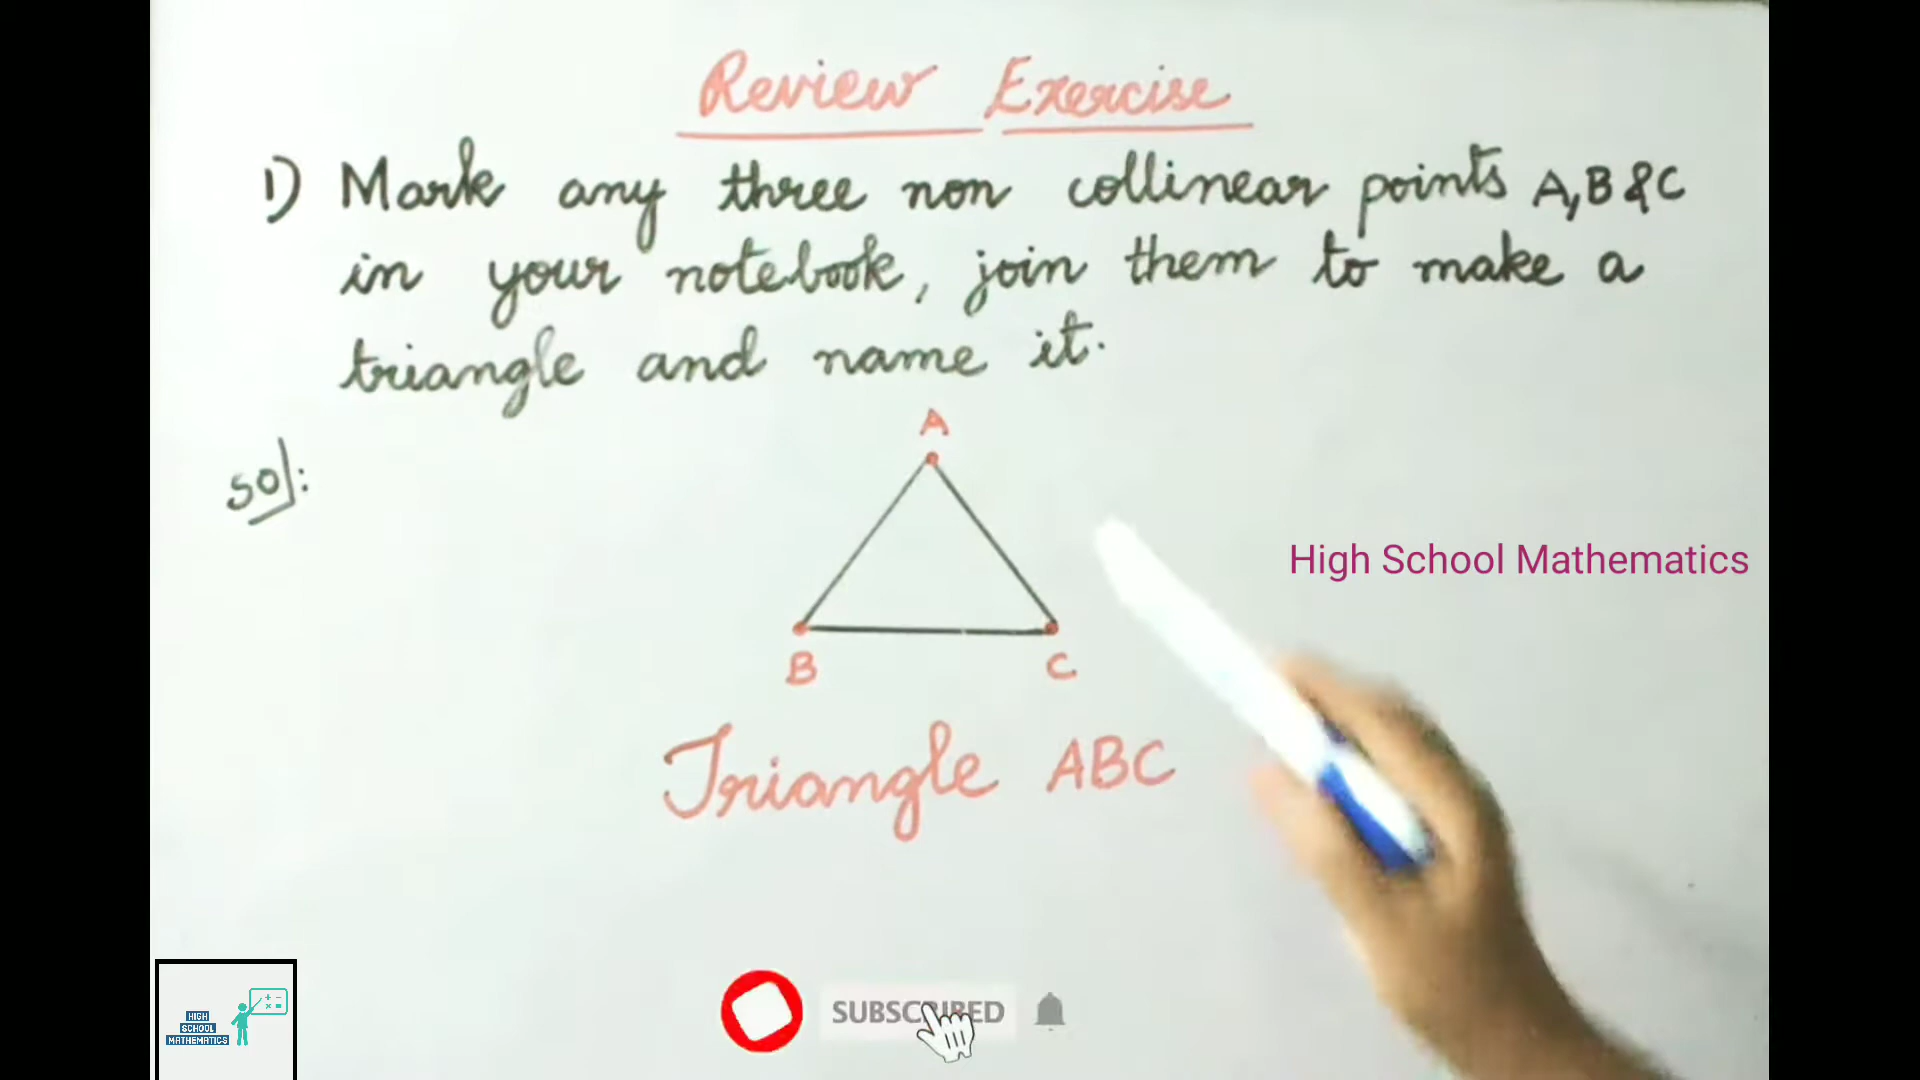 Review Exercise
1) Mark any three non collinear points A, B & C
in your notebook, join them to make a
triangle and name it.
A
Sol:
High School Mathematics
B
C
Triangle ABC
HIGH
SCHOOL
MATHEMATICS
SUBSCRIBED